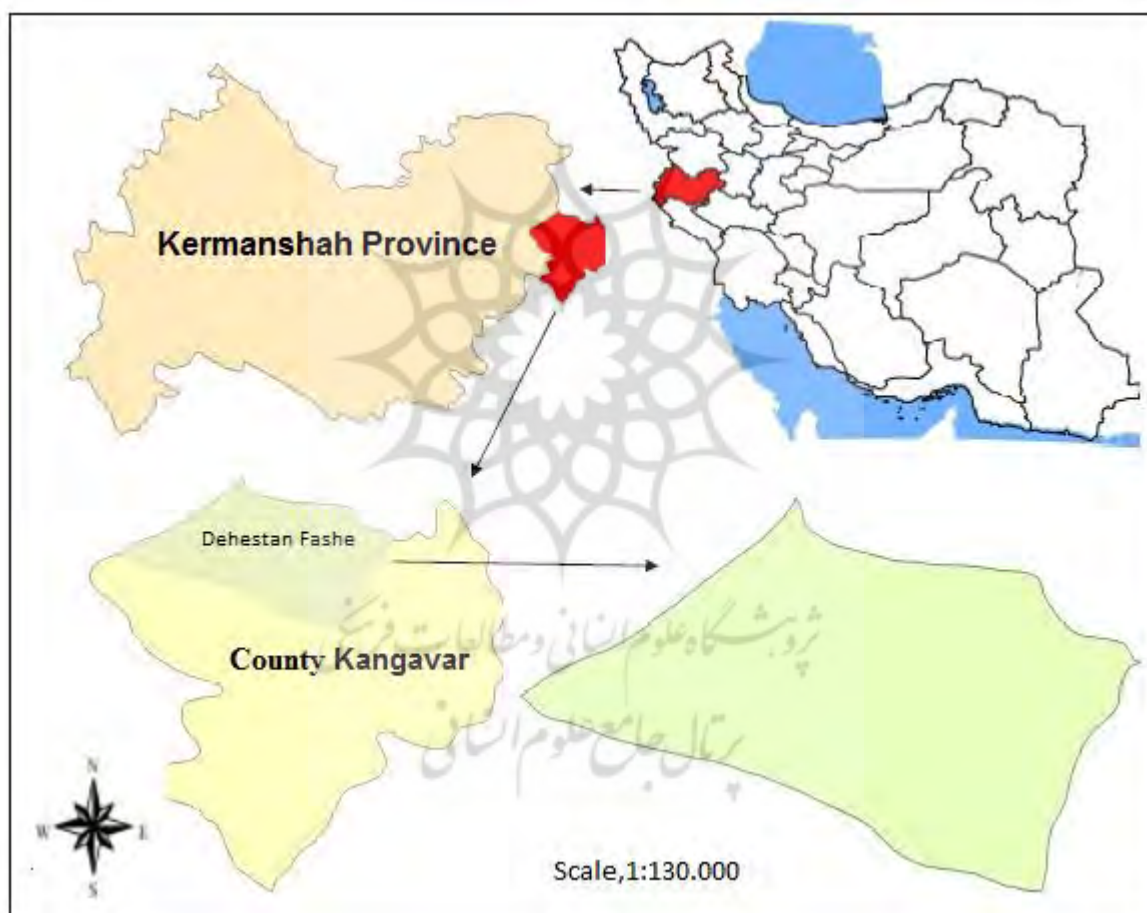 Kermanshah Province
Dehestan Fashe
County Kangavar
پژوهشگاه علوم انسانی و مطالعات فرهنگی
پرتال جامع علوم انسانی
N
W
E
S
Scale,1:130.000